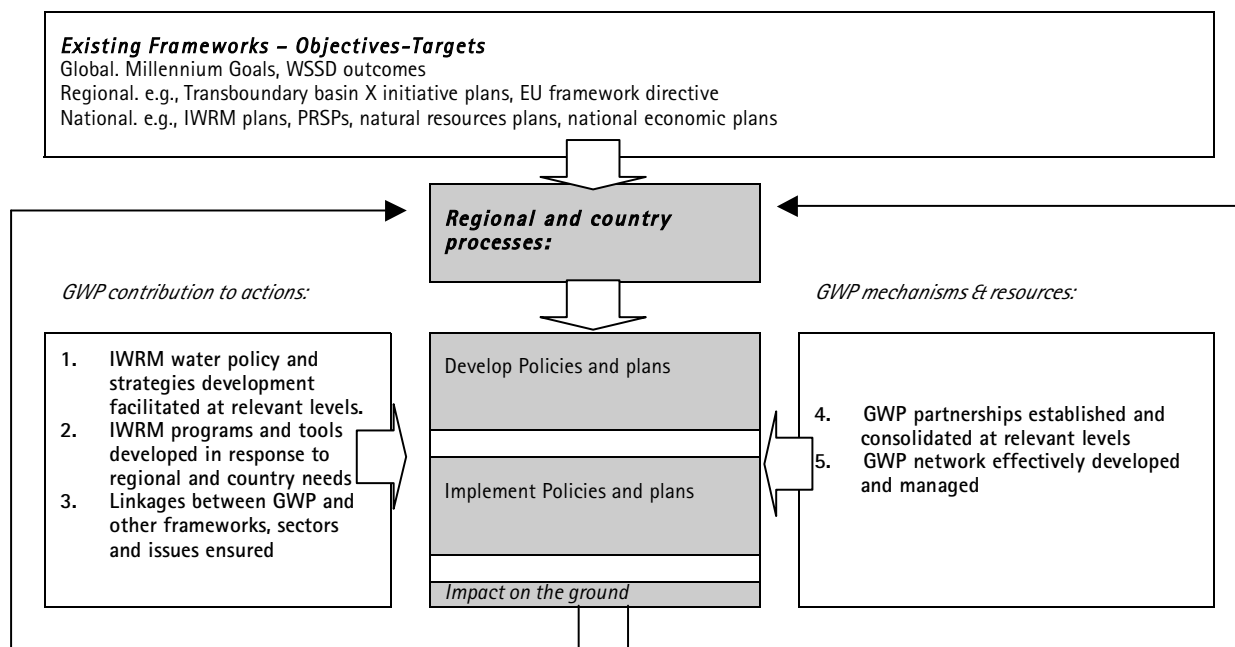 Existing Frameworks – Objectives-Targets
Global. Millennium Goals, WSSD outcomes
Regional. e.g., Transboundary basin X initiative plans, EU framework directive
National. e.g., IWRM plans, PRSPs, natural resources plans, national economic plans
Regional and country
processes:
GWP contribution to actions:
1. IWRM water policy and
strategies development
facilitated at relevant levels.
2. IWRM programs and tools
developed in response to
regional and country needs
3. Linkages between GWP and
other frameworks, sectors
and issues ensured
Develop Policies and plans
Implement Policies and plans
Impact on the ground
GWP mechanisms & resources:
4. GWP partnerships established and
consolidated at relevant levels
5. GWP network effectively developed
and managed